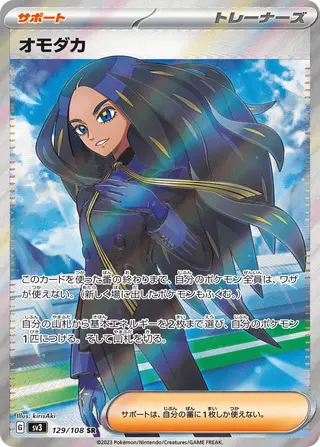 サポート
トレーナーズ
オモダカ
このカードを使った番の終わりまで、自分のポケモン全員は、ワザ
が使えない。(新しく場に出したポケモンもふくむ。)
自分の山札から基本エネルギーを2枚まで選び、自分のポケモン
1匹につける。そして山札を切る。
Illus. kirisAki
G sv3 129/108 SR
サポートは、自分の番に1枚しか使えない。
©2023 Pokémon/Nintendo/Creatures/GAME FREAK.